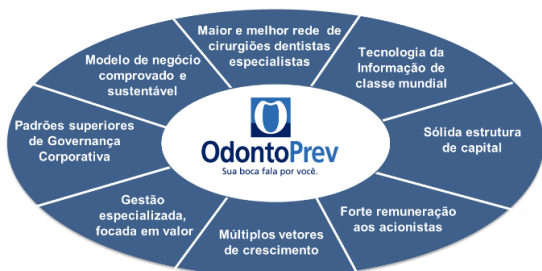 Maior e melhor rede de
cirurgiões dentistas
especialistas
Tecnologia da
Informação de
classe mundial
Sólida estrutura
de capital
Forte remuneração
aos acionistas
Múltiplos vetores
de crescimento
Gestão
especializada,
focada em valor
Padrões superiores
de Governança
Corporativa
Modelo de negócio
comprovado e
sustentável
OdontoPrev
Sua boca fala por você.